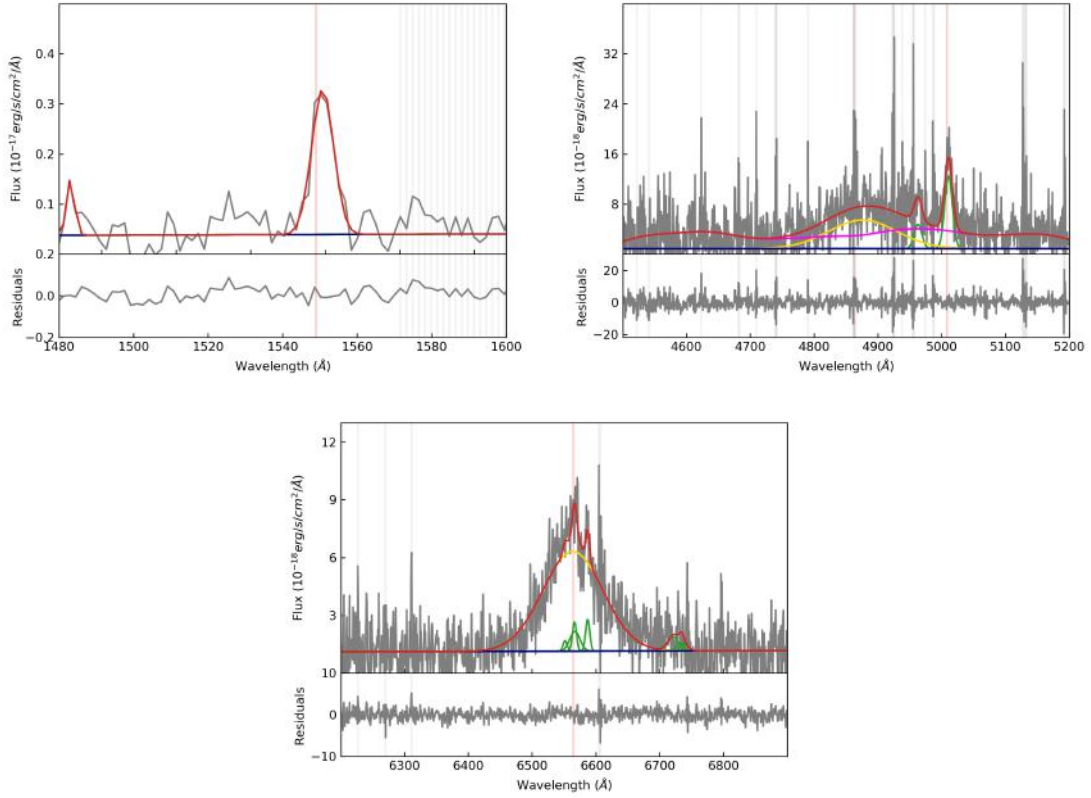 0.4
0.3
0.2
0.1
0.2
0.0
−0.2
Flux (10⁻¹⁷erg/s/cm²/Å)
Residuals
1480 1500 1520 1540 1560 1580 1600
Wavelength (Å)
32
24
16
8
20
0
−20
Flux (10⁻¹⁸erg/s/cm²/Å)
Residuals
4600 4700 4800 4900 5000 5100 5200
Wavelength (Å)
12
9
6
3
10
0
−10
Flux (10⁻¹⁸erg/s/cm²/Å)
Residuals
6300 6400 6500 6600 6700 6800
Wavelength (Å)